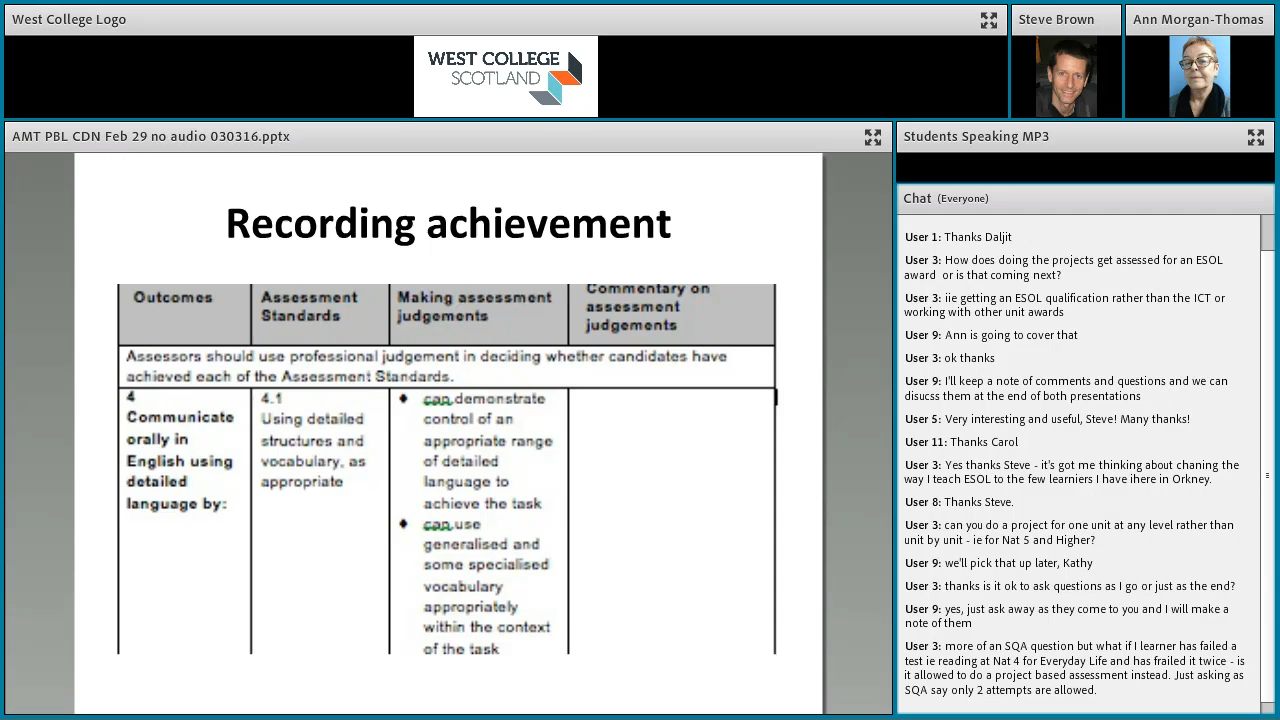 West College Logo
Steve Brown
Ann Morgan-Thomas
WEST COLLEGE
SCOTLAND
AMT PBL CDN Feb 29 no audio 030316.pptx
Recording achievement
Outcomes
Assessment
Standards
Making assessment
judgements
Commentary on
assessment
judgements
Assessors should use professional judgement in deciding whether candidates have
achieved each of the Assessment Standards.
4
Communicate
orally in
English using
detailed
language by:
4.1
Using detailed
structures and
vocabulary, as
appropriate
♦ can demonstrate
control of an
appropriate range
of detailed
language to
achieve the task
♦ can use
generalised and
some specialised
vocabulary
appropriately
within the context
of the task
Students Speaking MP3
Chat (Everyone)
User 1: Thanks Daljit
User 3: How does doing the projects get assessed for an ESOL
award or is that coming next?
User 3: iie getting an ESOL qualification rather than the ICT or
working with other unit awards
User 9: Ann is going to cover that
User 3: ok thanks
User 9: I'll keep a note of comments and questions and we can
disucss them at the end of both presentations.
User 5: Very interesting and useful, Steve! Many thanks!
User 11: Thanks Carol
User 3: Yes thanks Steve - it's got me thinking about chaning the
way I teach ESOL to the few learniers I have ihere in Orkney.
User 8: Thanks Steve.
User 3: can you do a project for one unit at any level rather than
unit by unit - ie for Nat 5 and Higher?
User 9: we'll pick that up later, Kathy
User 3: thanks is it ok to ask questions as I go or just at the end?
User 9: yes, just ask away as they come to you and I will make a
note of them
User 3: more of an SQA question but what if I learner has failed a
test ie reading at Nat 4 for Everyday Life and has frailed it twice - is
it allowed to do a project based assessment instead. Just asking as
SQA say only 2 attempts are allowed.